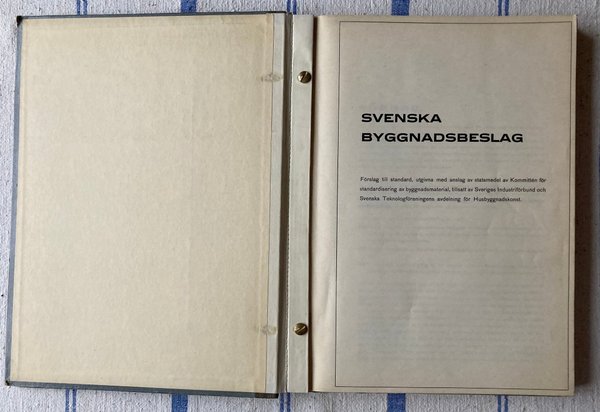 SVENSKA
BYGGNADSBESLAG
Förslag till standard, utgivna med anslag av statsmedel av Kommittén för
standardisering av byggnadsmaterial, tillsatt av Sveriges Industriförbund och
Svenska Teknologföreningens avdelning för Husbyggnadskonst.